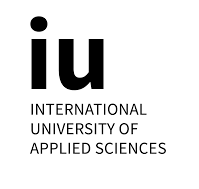 iu
INTERNATIONAL
UNIVERSITY OF
APPLIED SCIENCES